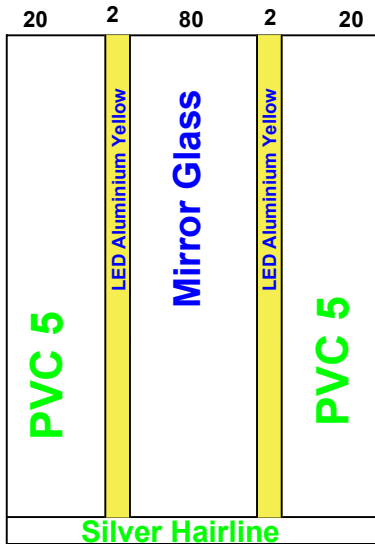 20 2 80 2 20
LED Aluminium Yellow
Mirror Glass
LED Aluminium Yellow
PVC 5
PVC 5
Silver Hairline